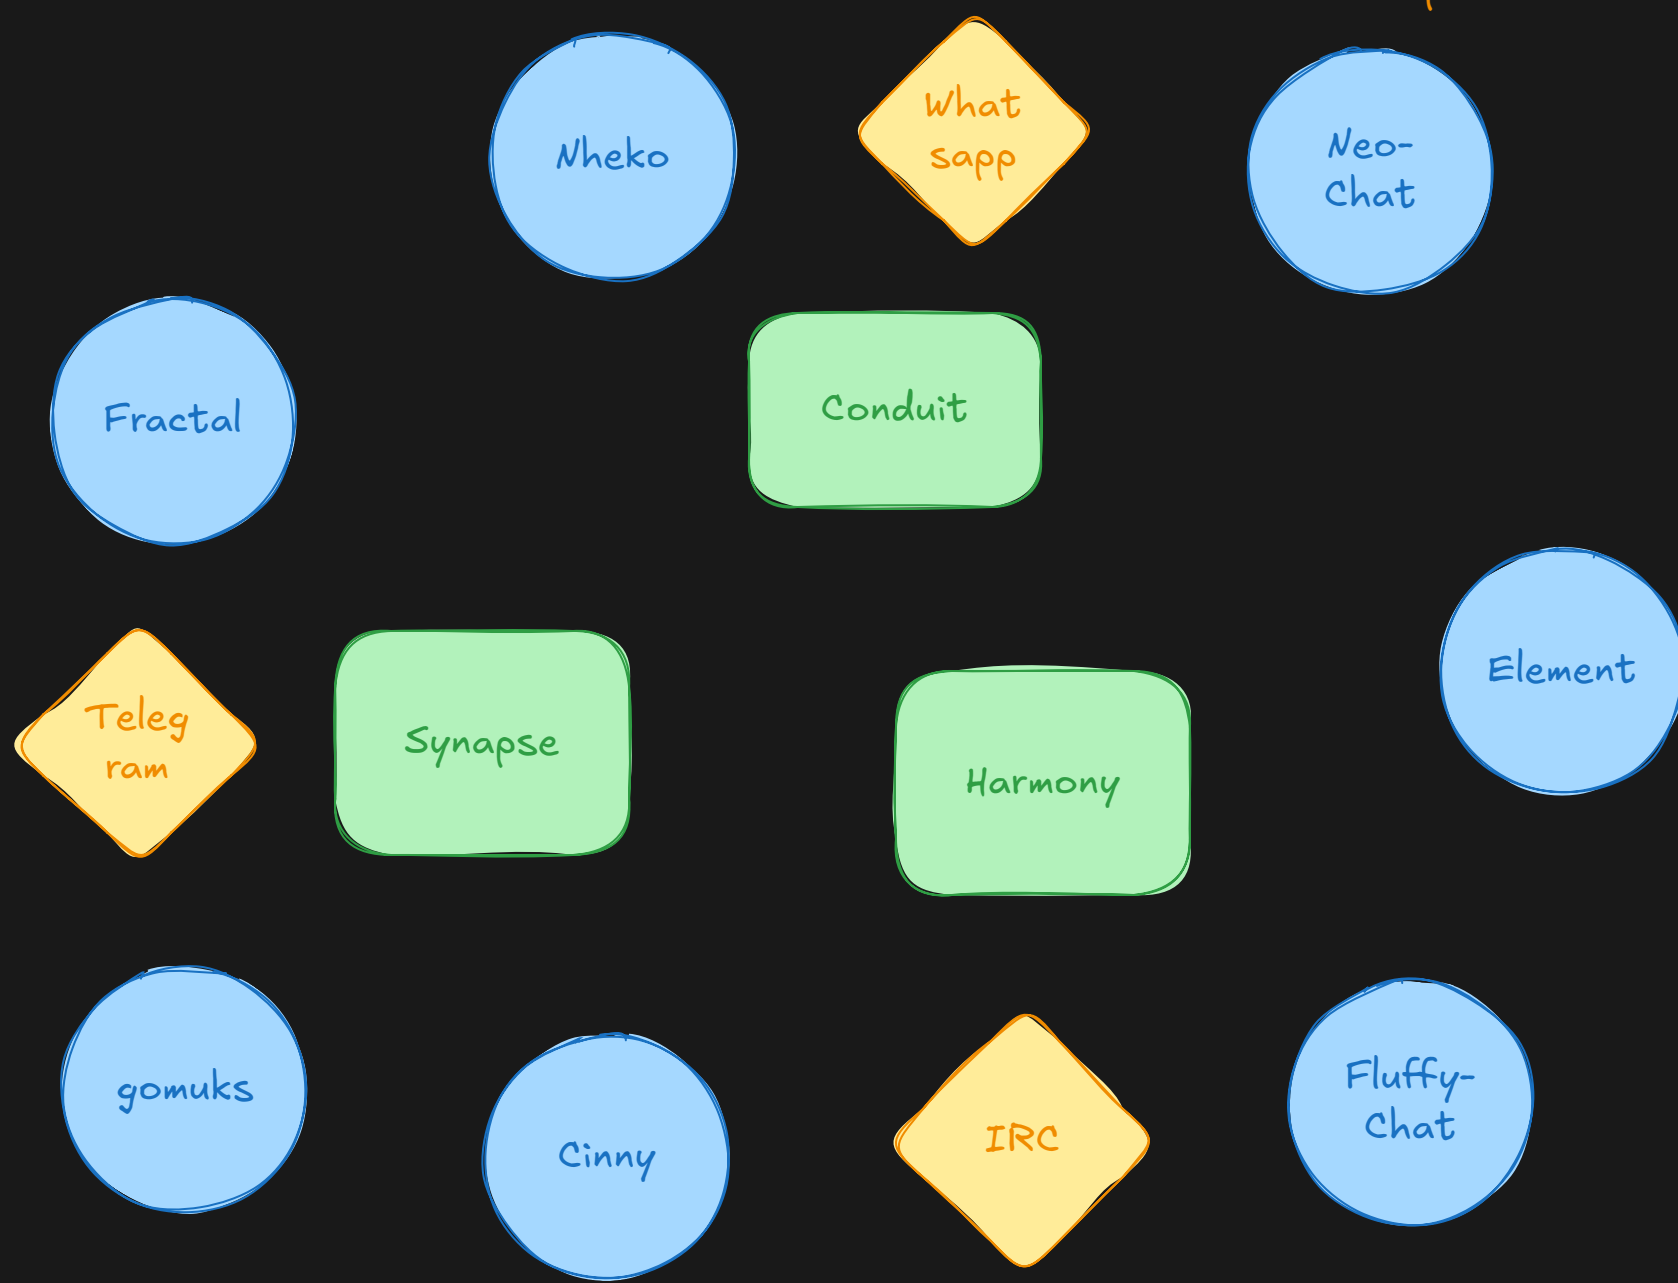 Nheko
What
sapp
Neo-
Chat
Fractal
Conduit
Element
Teleg
ram
Synapse
Harmony
gomuks
Cinny
IRC
Fluffy-
Chat